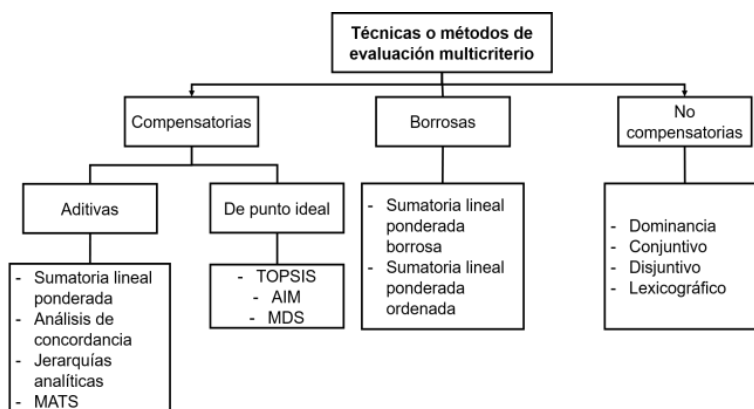 Técnicas o métodos de
evaluación multicriterio
Compensatorias
Borrosas
No
compensatorias
Aditivas
De punto ideal
- Sumatoria lineal
ponderada
- Análisis de
concordancia
- Jerarquías
analíticas
- MATS
- TOPSIS
- AIM
- MDS
- Sumatoria lineal
ponderada
borrosa
- Sumatoria lineal
ponderada
ordenada
- Dominancia
- Conjuntivo
- Disjuntivo
- Lexicográfico